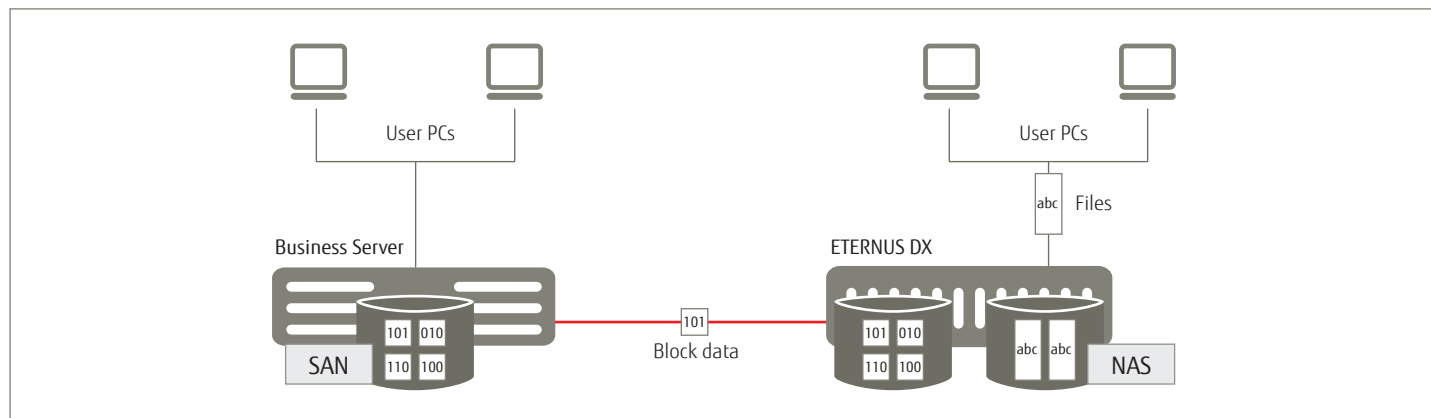 User PCs
User PCs
abc
Files
Business Server
ETERNUS DX
101 010
110 100
SAN
101
Block data
101 010
110 100
abc abc
NAS